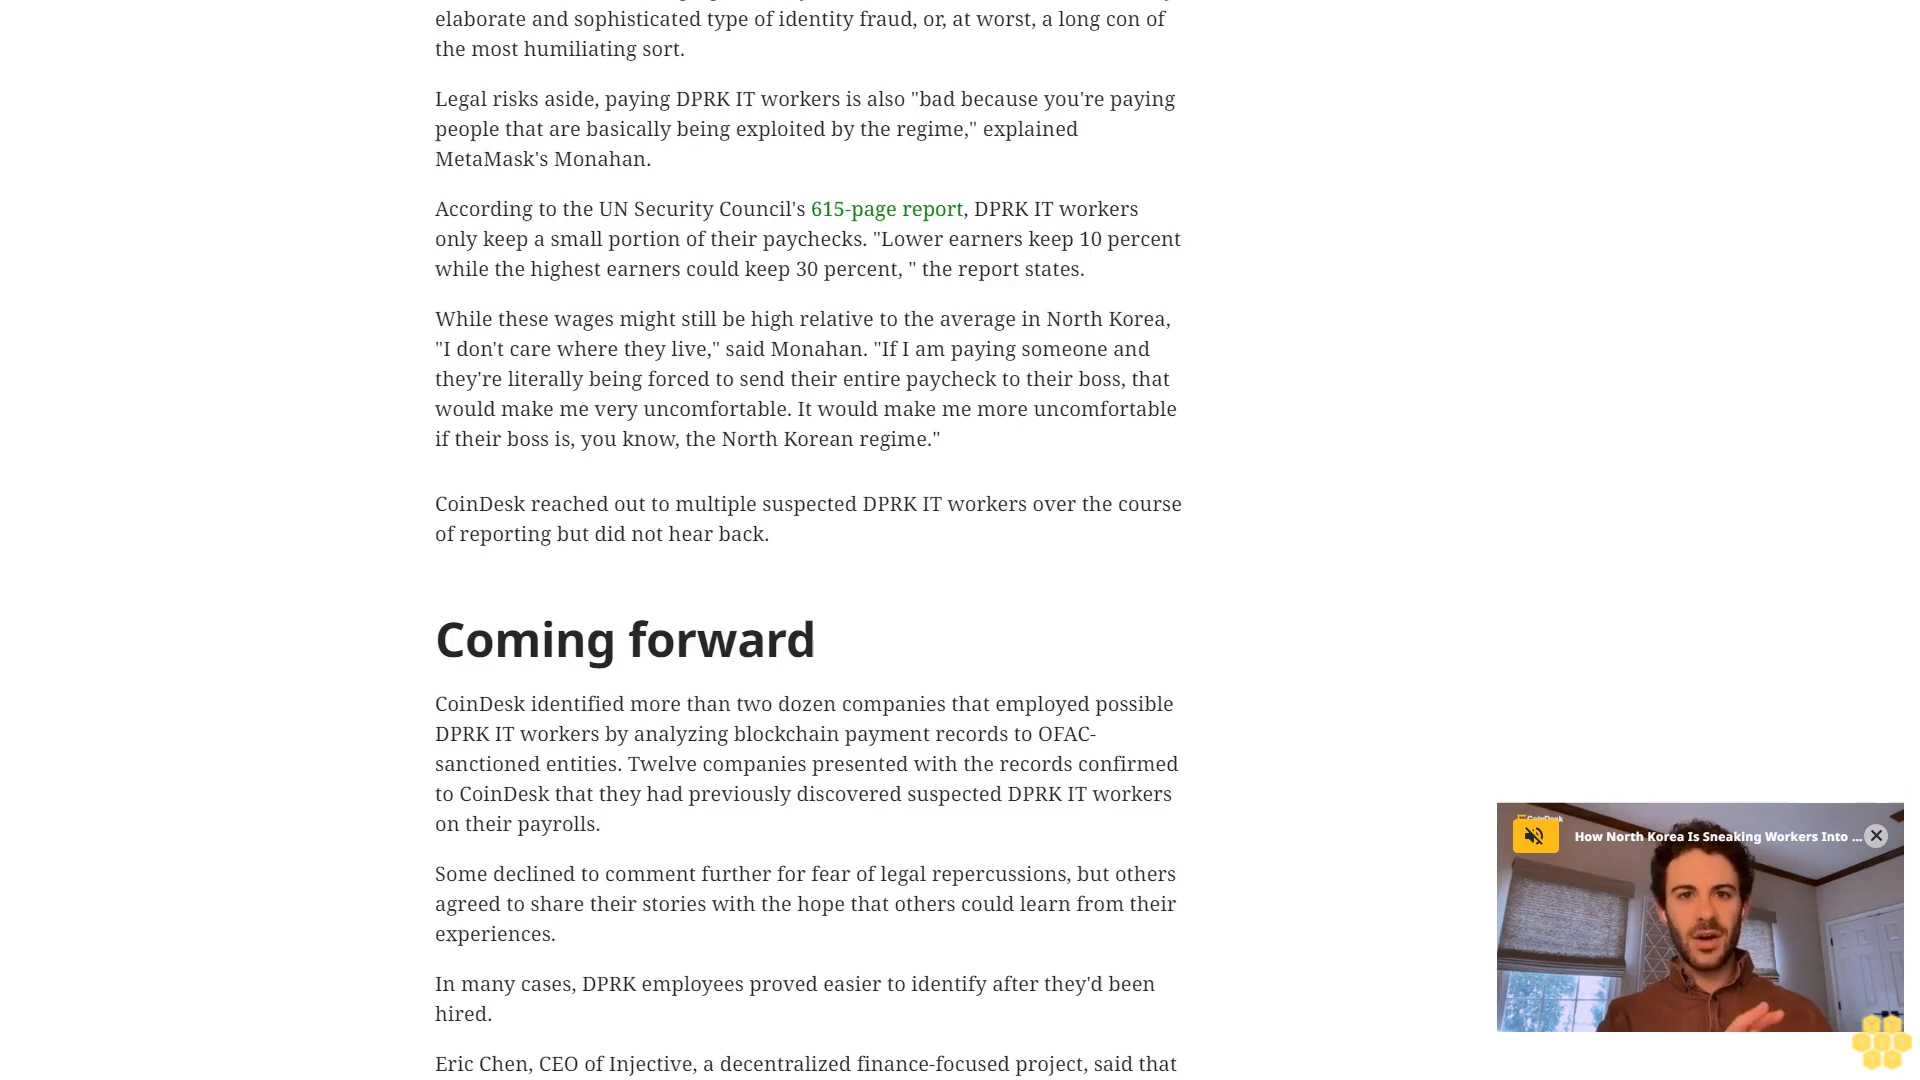 elaborate and sophisticated type of identity fraud, or, at worst, a long con of
the most humiliating sort.
Legal risks aside, paying DPRK IT workers is also "bad because you're paying
people that are basically being exploited by the regime," explained
MetaMask's Monahan.
According to the UN Security Council's 615-page report, DPRK IT workers
only keep a small portion of their paychecks. "Lower earners keep 10 percent
while the highest earners could keep 30 percent, " the report states.
While these wages might still be high relative to the average in North Korea,
"I don't care where they live," said Monahan. "If I am paying someone and
they're literally being forced to send their entire paycheck to their boss, that
would make me very uncomfortable. It would make me more uncomfortable
if their boss is, you know, the North Korean regime."
CoinDesk reached out to multiple suspected DPRK IT workers over the course
of reporting but did not hear back.
Coming forward
CoinDesk identified more than two dozen companies that employed possible
DPRK IT workers by analyzing blockchain payment records to OFAC-
sanctioned entities. Twelve companies presented with the records confirmed
to CoinDesk that they had previously discovered suspected DPRK IT workers
on their payrolls.
Some declined to comment further for fear of legal repercussions, but others
agreed to share their stories with the hope that others could learn from their
experiences.
In many cases, DPRK employees proved easier to identify after they'd been
hired.
Eric Chen, CEO of Injective, a decentralized finance-focused project, said that
CoinDesk
How North Korea Is Sneaking Workers Into ...